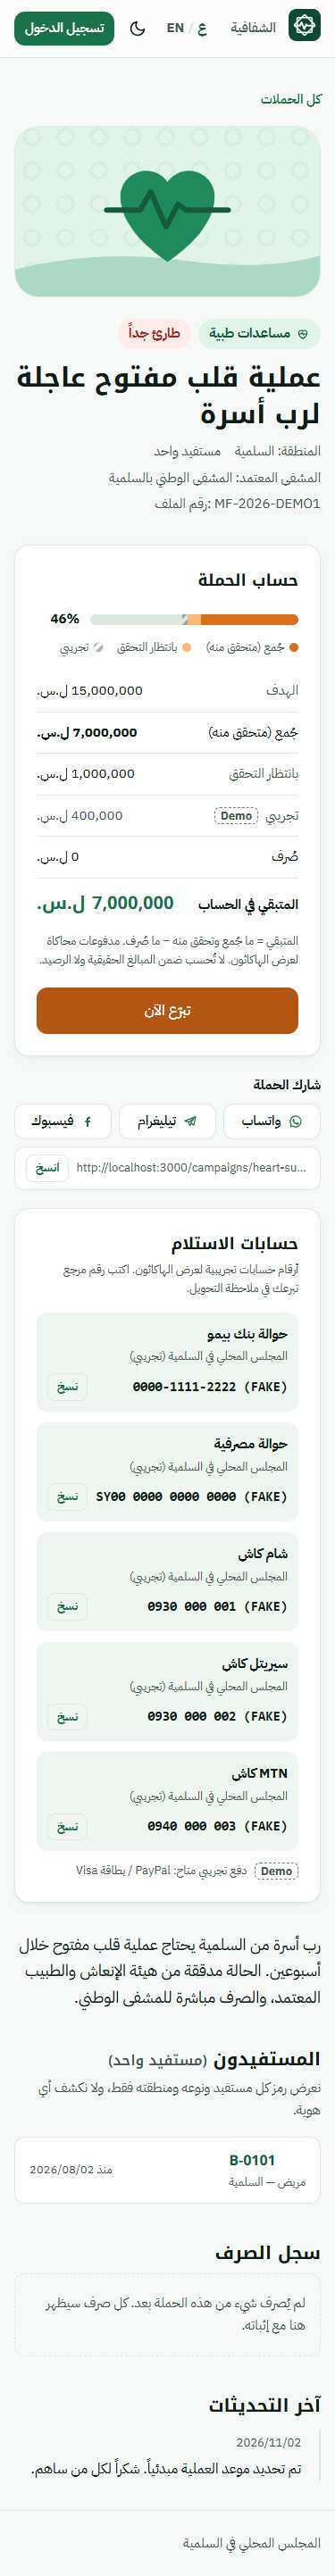 الشفافية
ع / EN
تسجيل الدخول
كل الحملات
مساعدات طبية
طارئ جداً
عملية قلب مفتوح عاجلة
لرب أسرة
المنطقة: السلمية
مستفيد واحد
المشفى المعتمد: المشفى الوطني بالسلمية
رقم الملف: MF-2026-DEMO1
حساب الحملة
46%
جُمع (متحقق منه)
بانتظار التحقق
تجريبي
الهدف
15,000,000 ل.س.
جُمع (متحقق منه)
7,000,000 ل.س.
بانتظار التحقق
1,000,000 ل.س.
تجريبي Demo
400,000 ل.س.
صُرف
0 ل.س.
المتبقي في الحساب
7,000,000 ل.س.
المتبقي = ما جُمع وتحقق منه − ما صُرف. مدفوعات محاكاة
لعرض الهاكاثون. لا تُحسب ضمن المبالغ الحقيقية ولا الرصيد.
تبرّع الآن
شارك الحملة
واتساب
تيليغرام
فيسبوك
http://localhost:3000/campaigns/heart-su...
انسخ
حسابات الاستلام
أرقام حسابات تجريبية لعرض الهاكاثون. اكتب رقم مرجع
تبرعك في ملاحظة التحويل.
حوالة بنك بيمو
المجلس المحلي في السلمية (تجريبي)
0000-1111-2222 (FAKE)
نسخ
حوالة مصرفية
المجلس المحلي في السلمية (تجريبي)
SY00 0000 0000 0000 (FAKE)
نسخ
شام كاش
المجلس المحلي في السلمية (تجريبي)
0930 000 001 (FAKE)
نسخ
سيريتل كاش
المجلس المحلي في السلمية (تجريبي)
0930 000 002 (FAKE)
نسخ
MTN كاش
المجلس المحلي في السلمية (تجريبي)
0940 000 003 (FAKE)
نسخ
Demo دفع تجريبي متاح: PayPal / بطاقة Visa
رب أسرة من السلمية يحتاج عملية قلب مفتوح خلال
أسبوعين. الحالة مدققة من هيئة الإنعاش والطبيب
المعتمد، والصرف مباشرة للمشفى الوطني.
المستفيدون (مستفيد واحد)
نعرض رمز كل مستفيد ونوعه ومنطقته فقط، ولا نكشف أي
هوية.
B-0101
مريض — السلمية
منذ 2026/08/02
سجل الصرف
لم يُصرف شيء من هذه الحملة بعد. كل صرف سيظهر
هنا مع إثباته.
آخر التحديثات
2026/11/02
تم تحديد موعد العملية مبدئياً. شكراً لكل من ساهم.
المجلس المحلي في السلمية